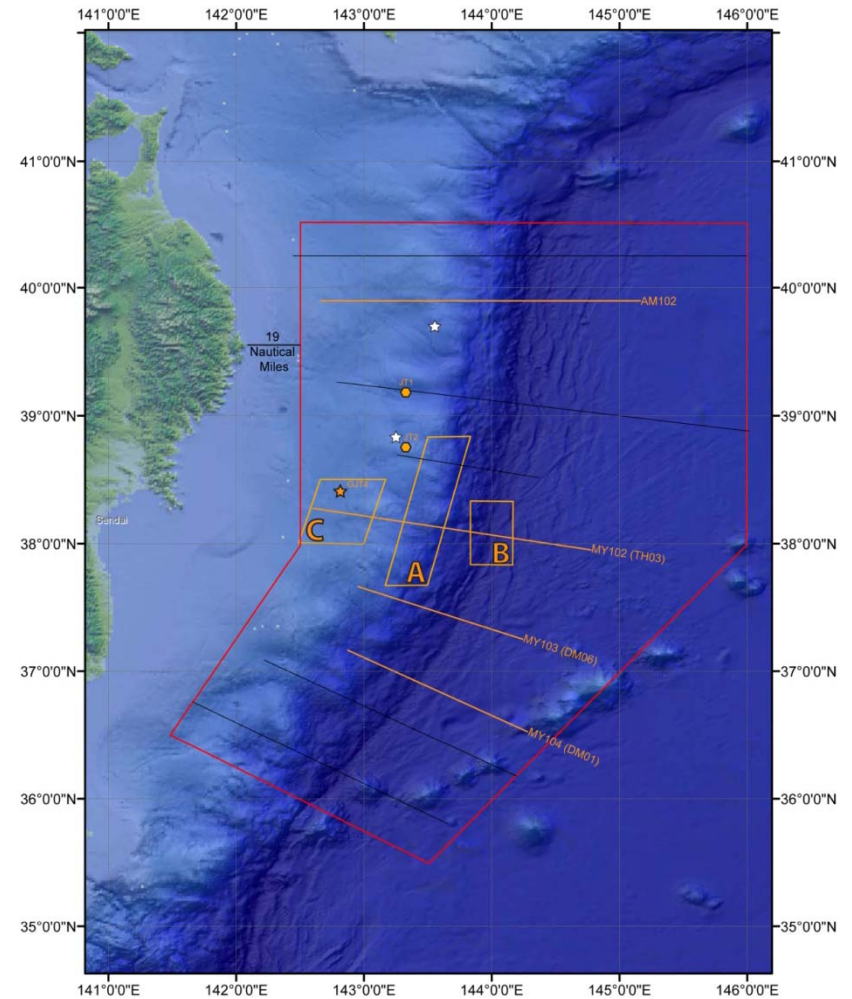 141°0'0"E 142°0'0"E 143°0'0"E 144°0'0"E 145°0'0"E 146°0'0"E
41°0'0"N 41°0'0"N
40°0'0"N 40°0'0"N
AM102
19
Nautical
Miles
JT1
39°0'0"N 39°0'0"N
JT2
GJT4
C
Sendai
38°0'0"N 38°0'0"N
B
MY102 (TH03)
A
MY103 (DM06)
37°0'0"N 37°0'0"N
MY104 (DM01)
36°0'0"N 36°0'0"N
35°0'0"N 35°0'0"N
141°0'0"E 142°0'0"E 143°0'0"E 144°0'0"E 145°0'0"E 146°0'0"E